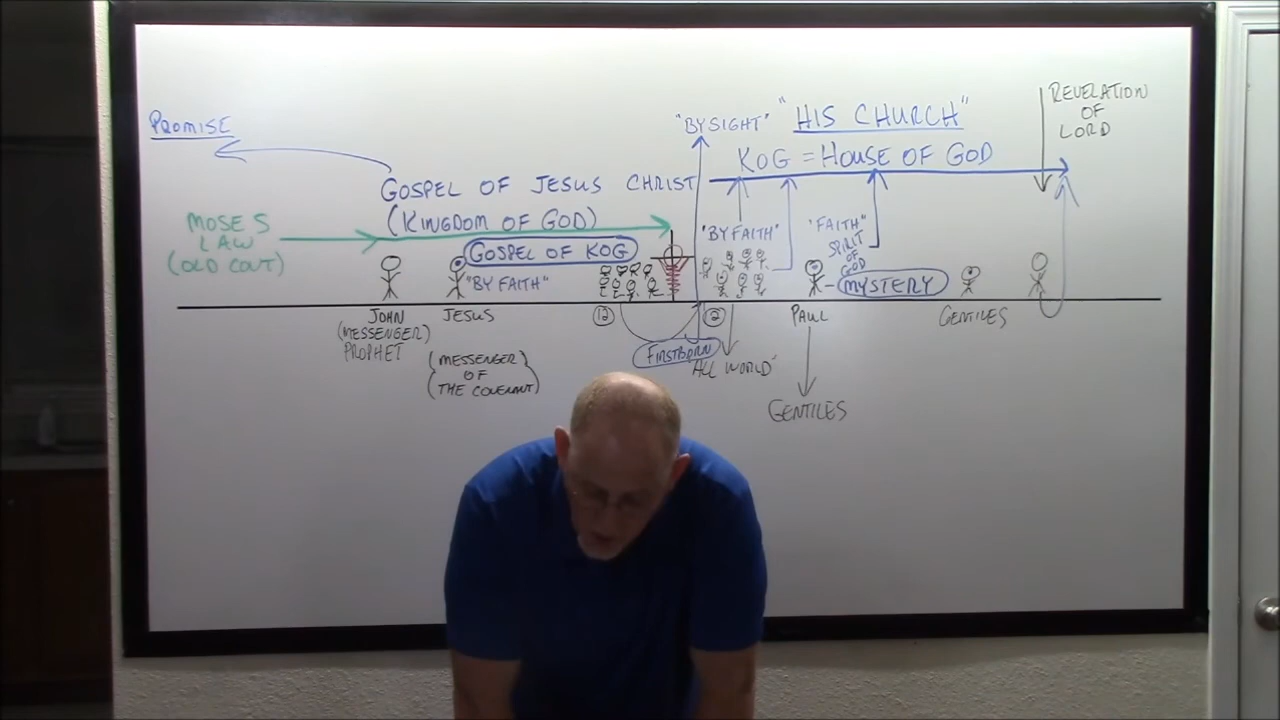 PROMISE
GOSPEL OF JESUS CHRIST
(KINGDOM OF GOD)
MOSES
LAW
(OLD COVT)
GOSPEL OF KOG
"BY FAITH"
JOHN
(MESSENGER)
PROPHET
JESUS
(MESSENGER)
OF
(THE COVENANT)
12
12
FIRSTBORN
"ALL WORLD"
"BY SIGHT"
"HIS CHURCH"
KOG = HOUSE OF GOD
"BY FAITH"
"FAITH"
SPIRIT
OF
GOD
MYSTERY
PAUL
GENTILES
GENTILES
REVELATION
OF
LORD